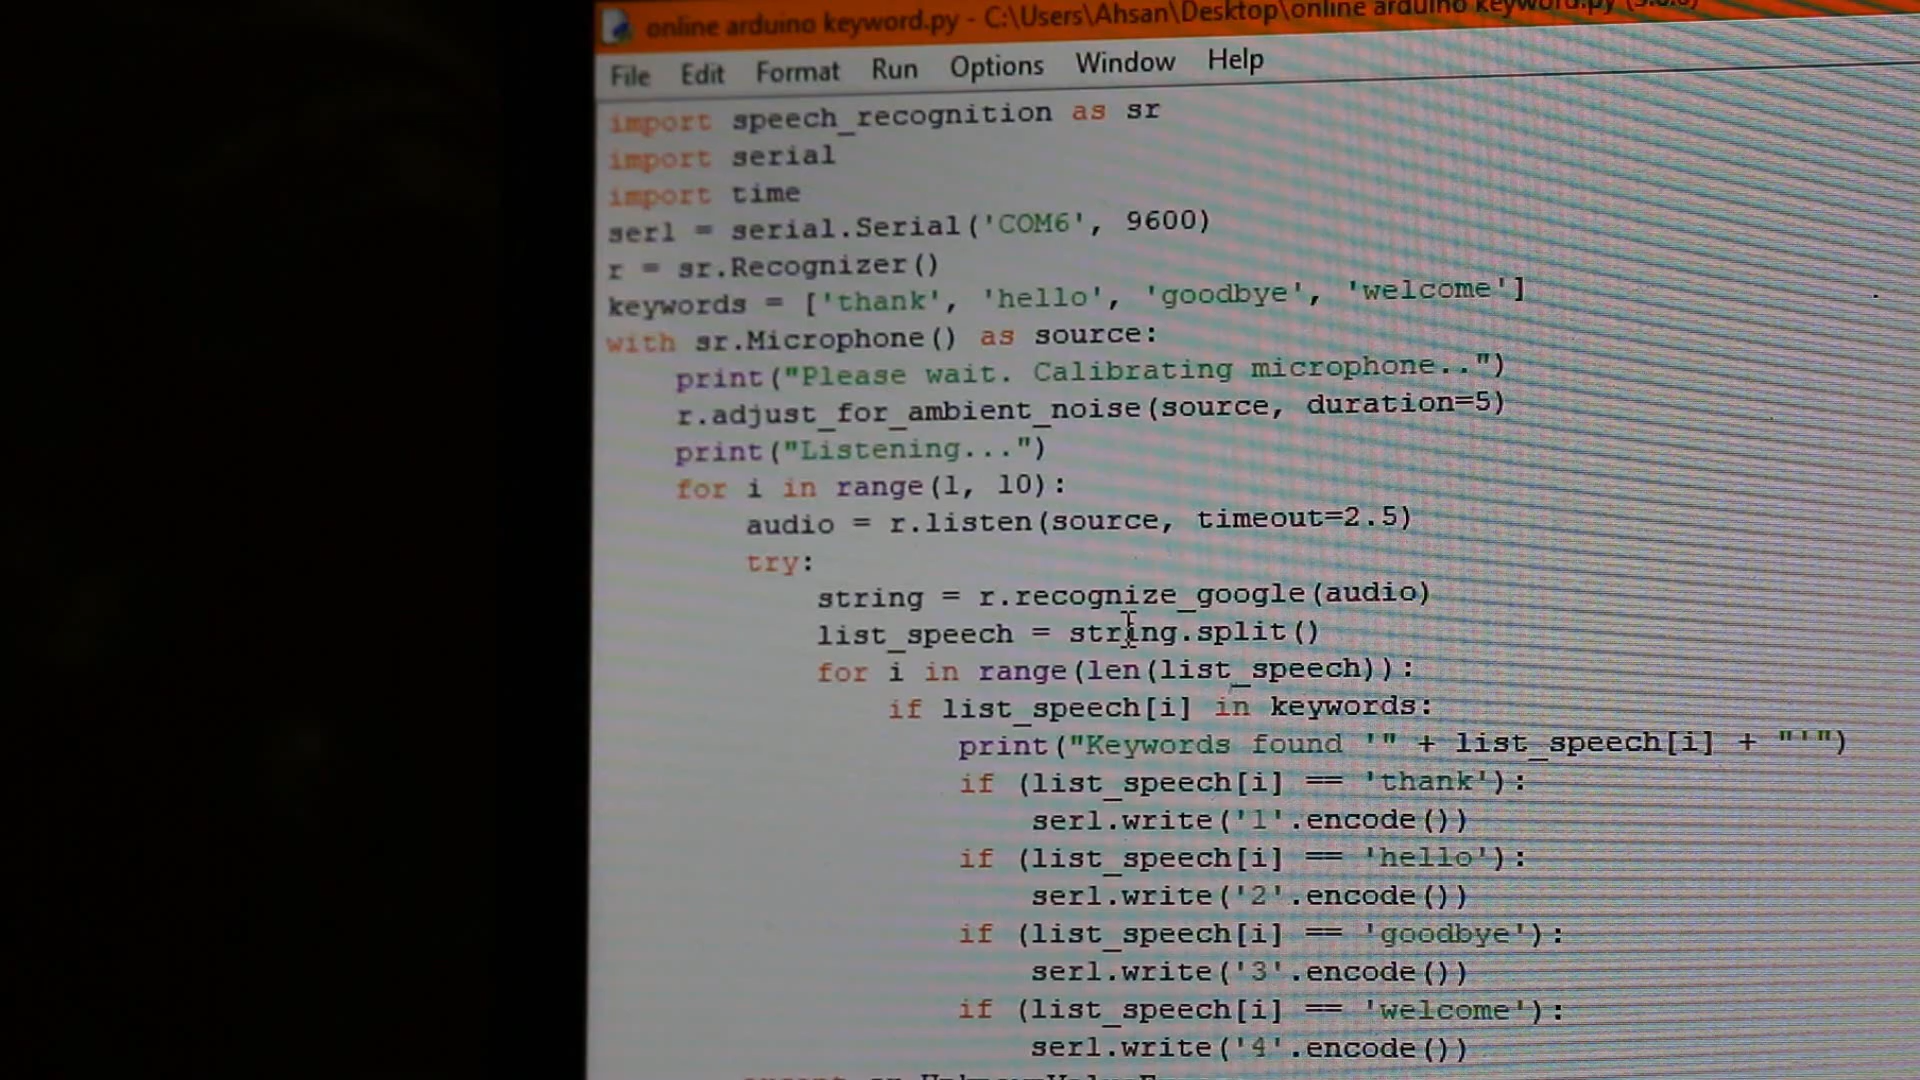 online arduino keyword.py - C:\Users\Ahsan\Desktop\online arduino keyword.py
File Edit Format Run Options Window Help
import speech_recognition as sr
import serial
import time
ser1 = serial.Serial('COM6', 9600)
r = sr.Recognizer()
keywords = ['thank', 'hello', 'goodbye', 'welcome']
with sr.Microphone() as source:
    print("Please wait. Calibrating microphone..")
    r.adjust_for_ambient_noise(source, duration=5)
    print("Listening...")
    for i in range(1, 10):
        audio = r.listen(source, timeout=2.5)
        try:
            string = r.recognize_google(audio)
            list_speech = string.split()
            for i in range(len(list_speech)):
                if list_speech[i] in keywords:
                    print("Keywords found '" + list_speech[i] + "'")
                    if (list_speech[i] == 'thank'):
                        ser1.write('1'.encode())
                    if (list_speech[i] == 'hello'):
                        ser1.write('2'.encode())
                    if (list_speech[i] == 'goodbye'):
                        ser1.write('3'.encode())
                    if (list_speech[i] == 'welcome'):
                        ser1.write('4'.encode())